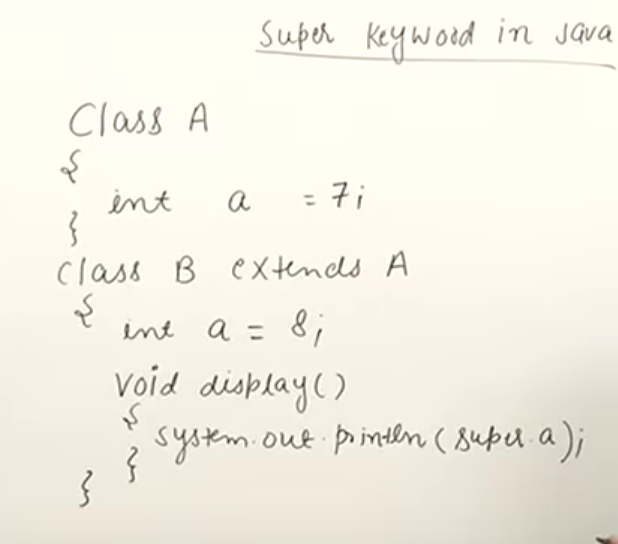 Super Keyword in Java
Class A
{
int a = 7;
}
Class B extends A
{
int a = 8;
void display()
{
system.out.println(super.a);
}
}